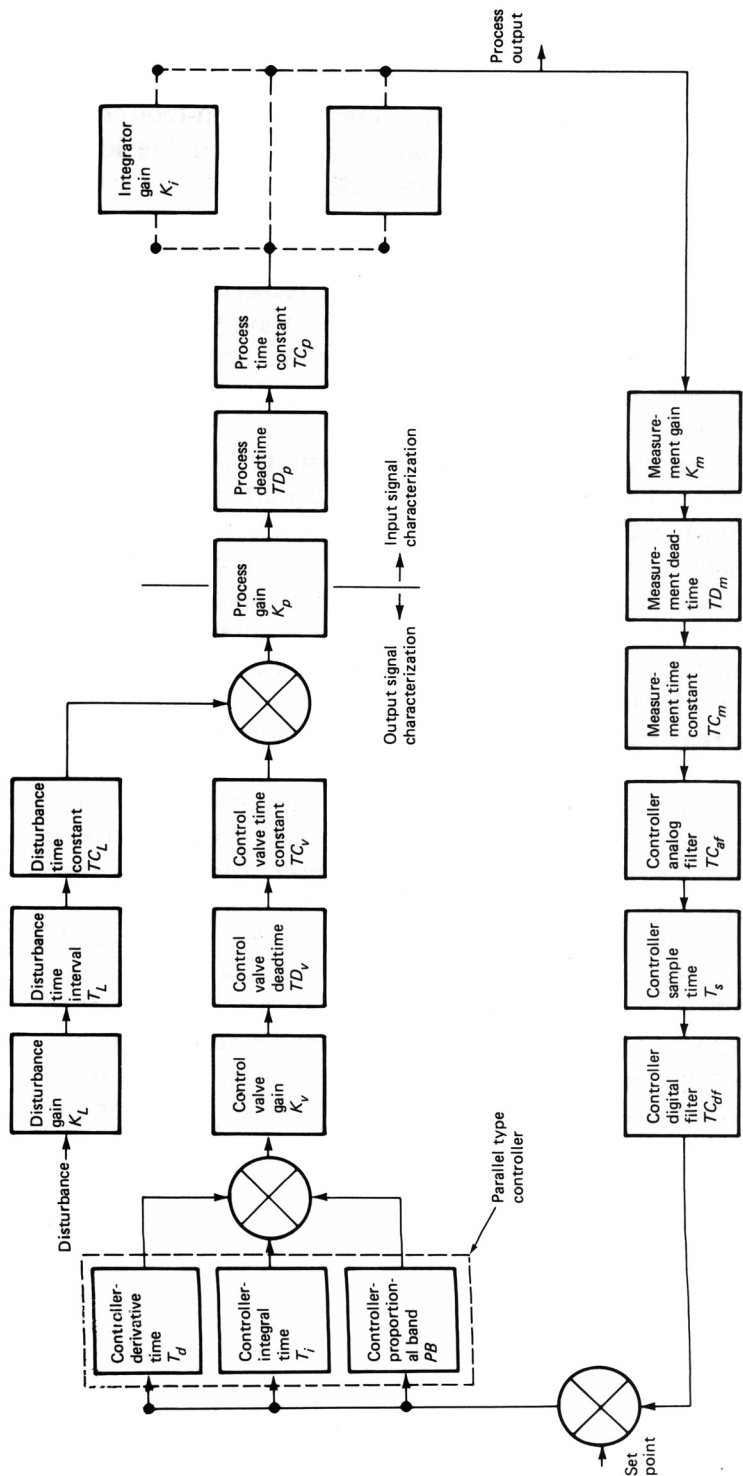 Disturbance
Disturbance
gain
K_L
Disturbance
time
interval
T_L
Disturbance
time
constant
TC_L
Controller-
derivative
time
T_d
Controller-
integral
time
T_i
Controller-
proportion-
al band
PB
Parallel type
controller
Control
valve
gain
K_v
Control
valve
deadtime
TD_v
Control
valve time
constant
TC_v
Process
gain
K_p
Output signal
characterization
Input signal
characterization
Process
deadtime
TD_p
Process
time
constant
TC_p
Integrator
gain
K_i
Process
output
Measure-
ment gain
K_m
Measure-
ment dead-
time
TD_m
Measure-
ment time
constant
TC_m
Controller
analog
filter
TC_af
Controller
sample
time
T_s
Controller
digital
filter
TC_df
Set
point